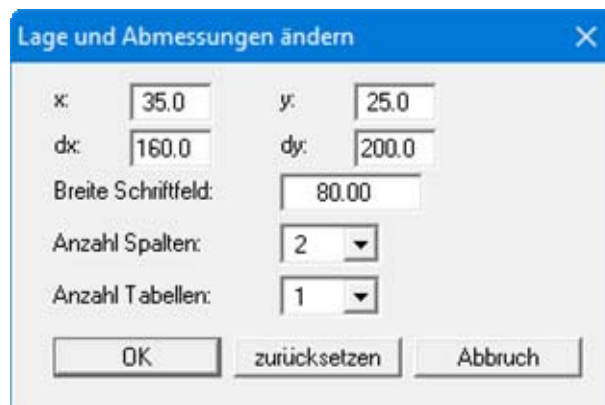 Lage und Abmessungen ändern
x: 35.0 y: 25.0
dx: 160.0 dy: 200.0
Breite Schriftfeld: 80.00
Anzahl Spalten: 2
Anzahl Tabellen: 1
OK zurücksetzen Abbruch